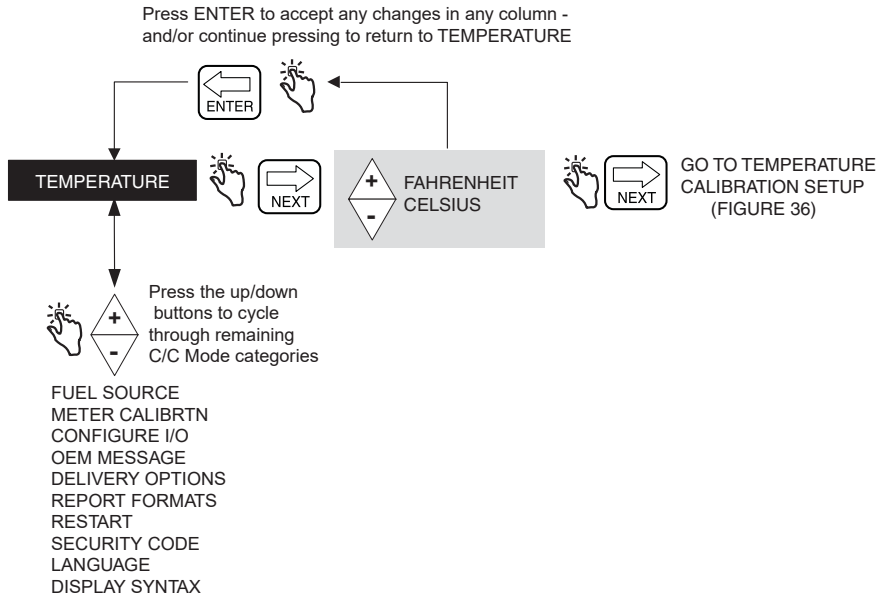 Press ENTER to accept any changes in any column -
and/or continue pressing to return to TEMPERATURE
ENTER
TEMPERATURE
NEXT
+
-
FAHRENHEIT
CELSIUS
NEXT
GO TO TEMPERATURE
CALIBRATION SETUP
(FIGURE 36)
+
-
Press the up/down
buttons to cycle
through remaining
C/C Mode categories
FUEL SOURCE
METER CALIBRTN
CONFIGURE I/O
OEM MESSAGE
DELIVERY OPTIONS
REPORT FORMATS
RESTART
SECURITY CODE
LANGUAGE
DISPLAY SYNTAX